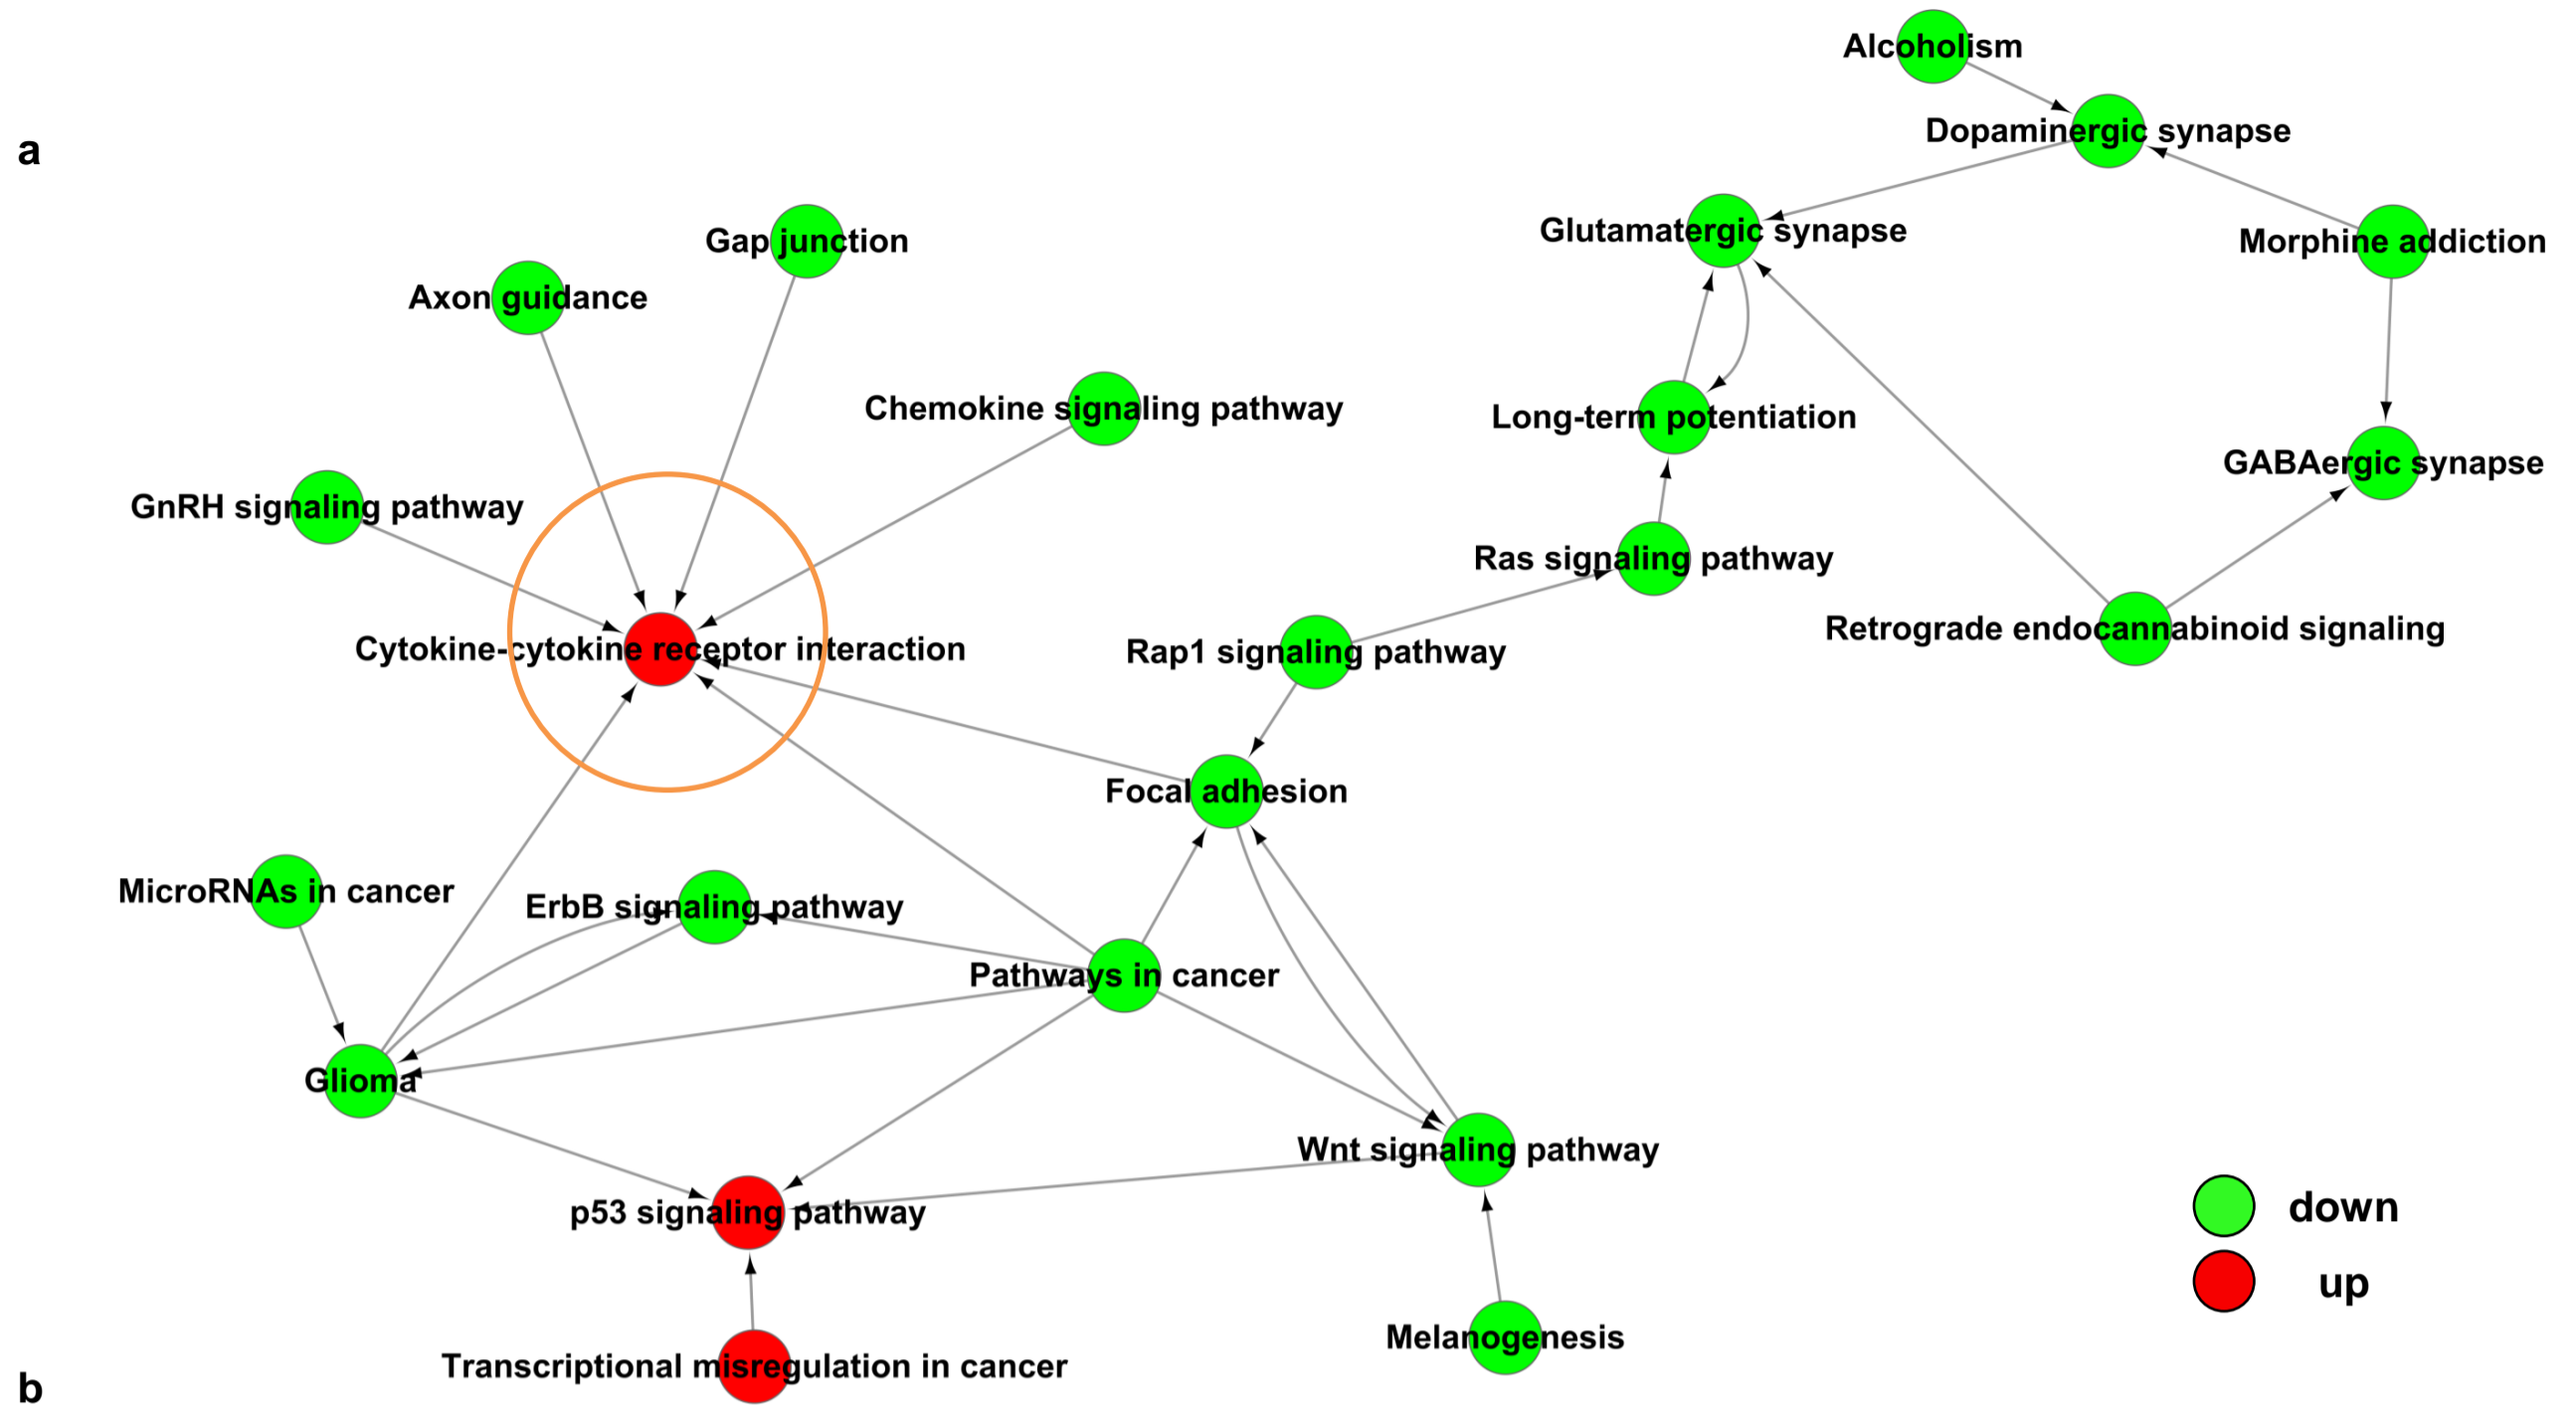 Alcoholism
Dopaminergic synapse
a
Glutamatergic synapse
Gap junction
Morphine addiction
Axon guidance
Chemokine signaling pathway
Long-term potentiation
GABAergic synapse
GnRH signaling pathway
Ras signaling pathway
Retrograde endocannabinoid signaling
Cytokine-cytokine receptor interaction
Rap1 signaling pathway
Focal adhesion
MicroRNAs in cancer
ErbB signaling pathway
Pathways in cancer
Glioma
Wnt signaling pathway
p53 signaling pathway
down
up
Melanogenesis
Transcriptional misregulation in cancer
b